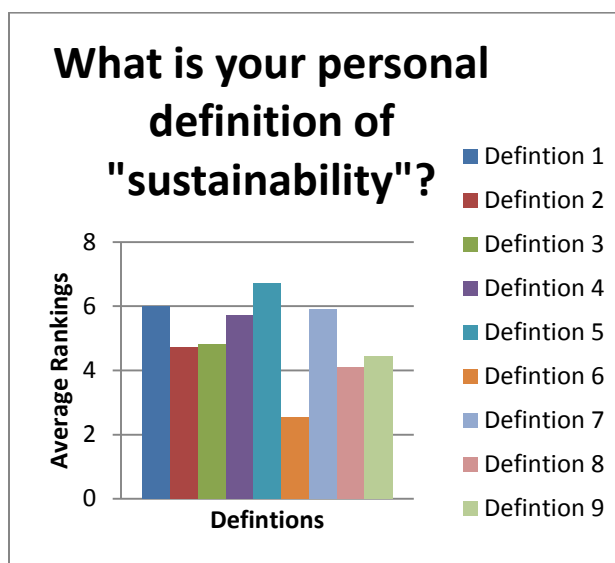 What is your personal
definition of
"sustainability"?
Average Rankings
8
6
4
2
0
Defintions
Defintion 1
Defintion 2
Defintion 3
Defintion 4
Defintion 5
Defintion 6
Defintion 7
Defintion 8
Defintion 9